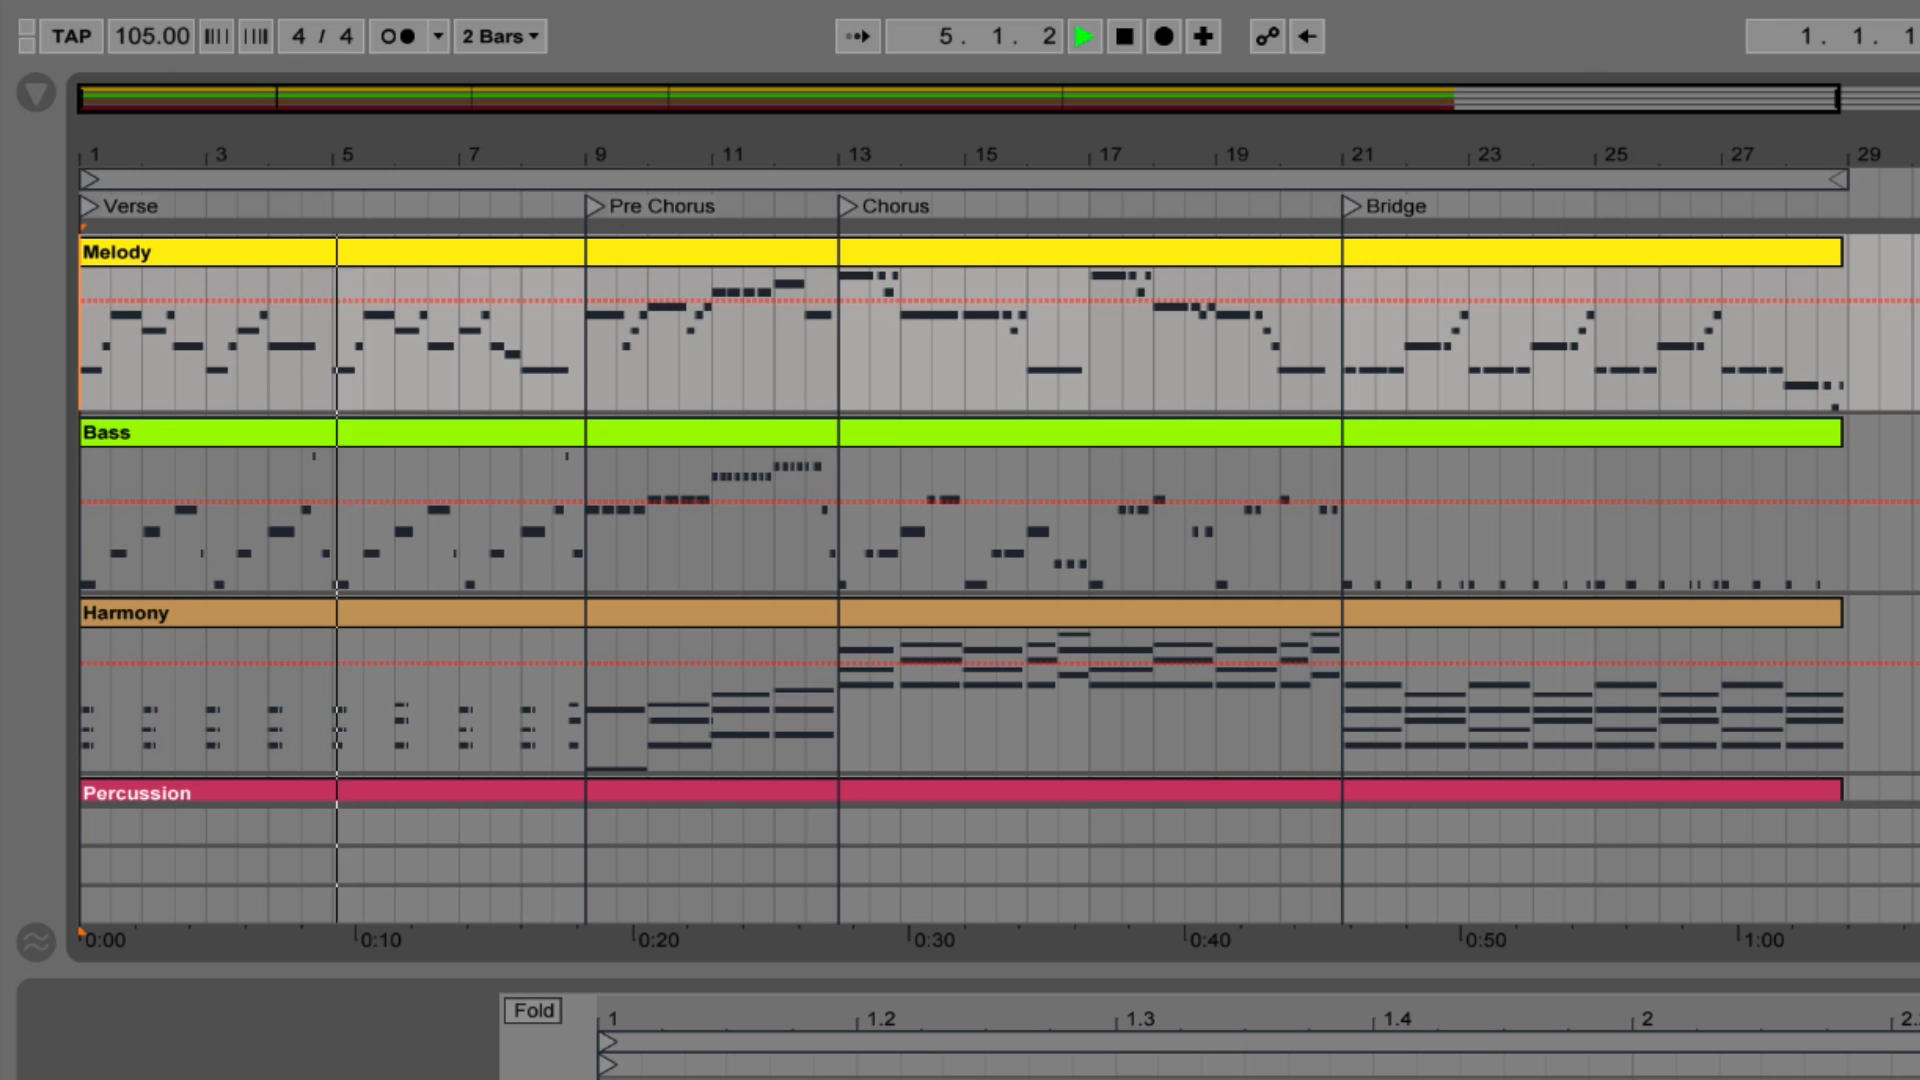 TAP 105.00 4 / 4 2 Bars 5. 1. 2 1. 1. 1
1 3 5 7 9 11 13 15 17 19 21 23 25 27 29
Verse Pre Chorus Chorus Bridge
Melody
Bass
Harmony
Percussion
0:00 0:10 0:20 0:30 0:40 0:50 1:00
Fold 1 1.2 1.3 1.4 2 2.